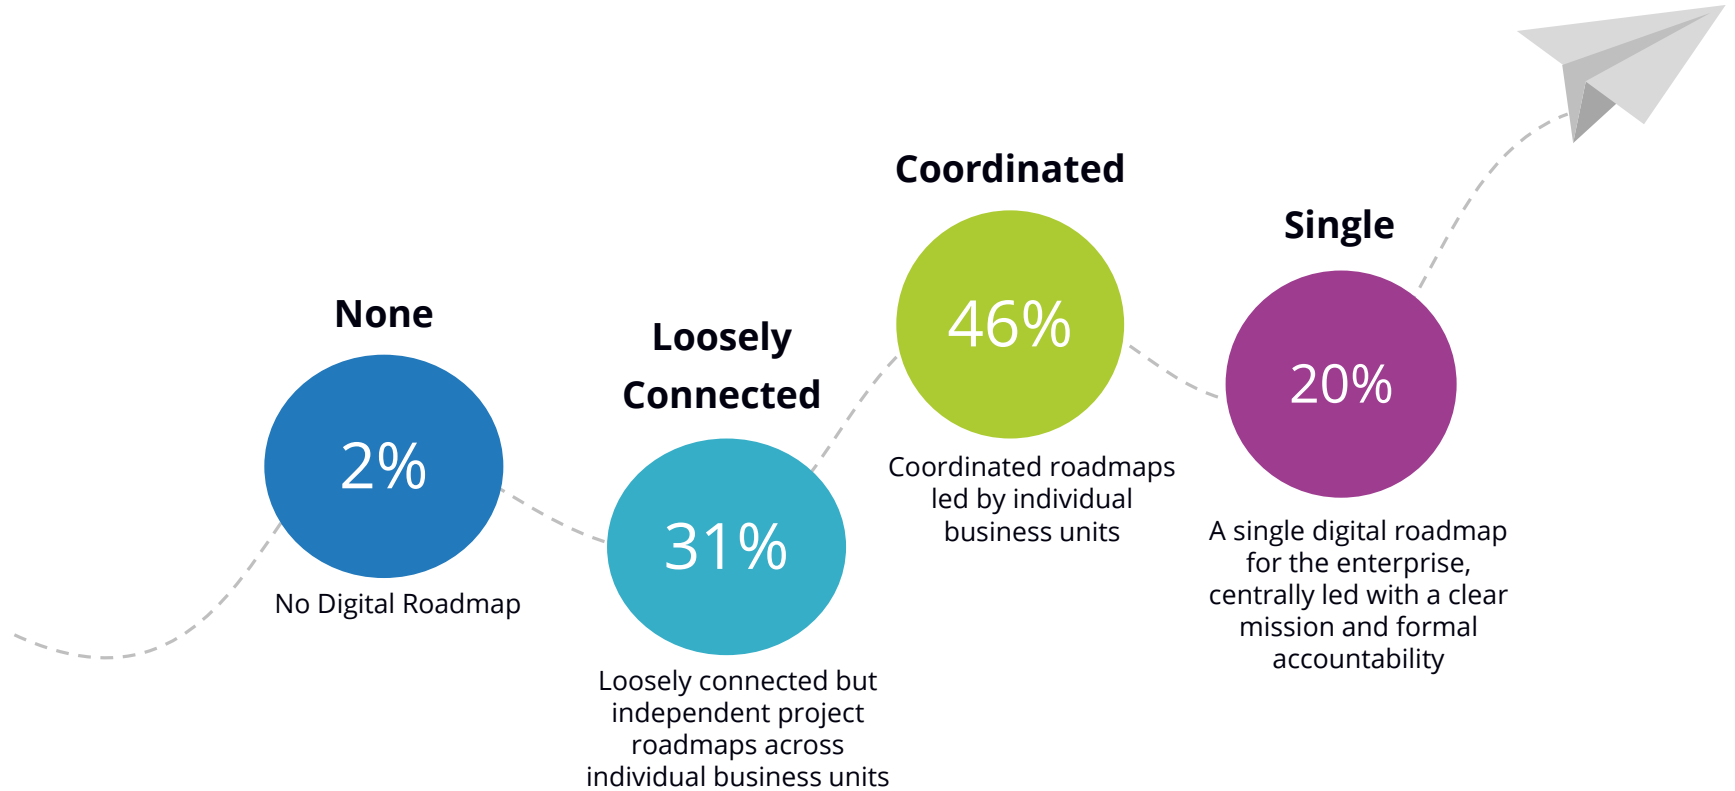 None
2%
No Digital Roadmap
Loosely
Connected
31%
Loosely connected but
independent project
roadmaps across
individual business units
Coordinated
46%
Coordinated roadmaps
led by individual
business units
Single
20%
A single digital roadmap
for the enterprise,
centrally led with a clear
mission and formal
accountability